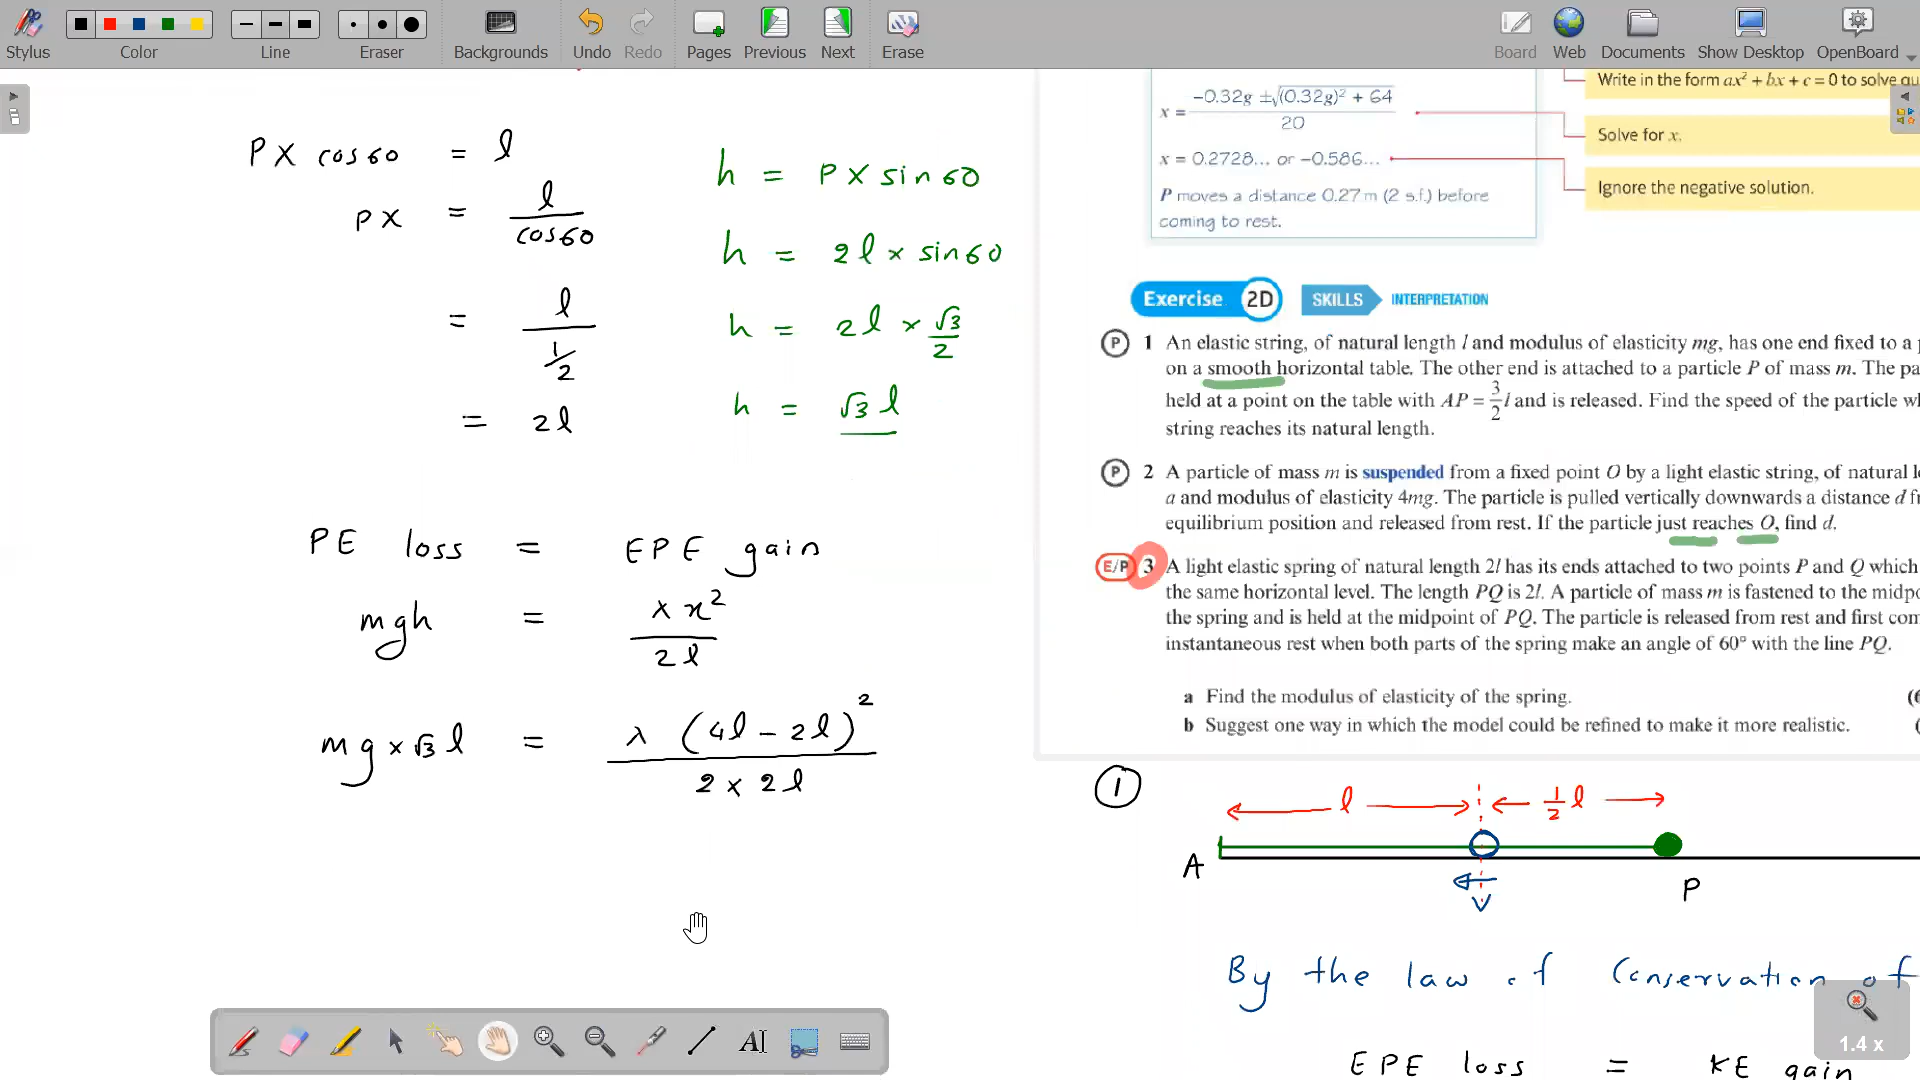 Stylus Color Line Eraser Backgrounds Undo Redo Pages Previous Next Erase Board Web Documents Show Desktop OpenBoard
PX cos60 = l
PX = l / cos60
= l / 1/2
= 2l
h = PX sin60
h = 2l × sin60
h = 2l × √3/2
h = √3 l
PE loss = EPE gain
mgh = λx² / 2l
mg × √3 l = λ (4l - 2l)² / 2 × 2l
Write in the form ax² + bx + c = 0 to solve qu
x = -0.32g ±√(0.32g)² + 64 / 20
Solve for x.
x = 0.2728... or -0.586...
Ignore the negative solution.
P moves a distance 0.27 m (2 s.f.) before
coming to rest.
Exercise 2D SKILLS INTERPRETATION
P 1 An elastic string, of natural length l and modulus of elasticity mg, has one end fixed to a p
on a smooth horizontal table. The other end is attached to a particle P of mass m. The pa
held at a point on the table with AP = 3/2 l and is released. Find the speed of the particle wh
string reaches its natural length.
P 2 A particle of mass m is suspended from a fixed point O by a light elastic string, of natural le
a and modulus of elasticity 4mg. The particle is pulled vertically downwards a distance d fr
equilibrium position and released from rest. If the particle just reaches O, find d.
E/P 3 A light elastic spring of natural length 2l has its ends attached to two points P and Q which
the same horizontal level. The length PQ is 2l. A particle of mass m is fastened to the midpo
the spring and is held at the midpoint of PQ. The particle is released from rest and first com
instantaneous rest when both parts of the spring make an angle of 60° with the line PQ.
a Find the modulus of elasticity of the spring. (6
b Suggest one way in which the model could be refined to make it more realistic. (
1
l 1/2 l
A P
V
By the law of Conservation of
EPE loss = KE gain
1.4 x